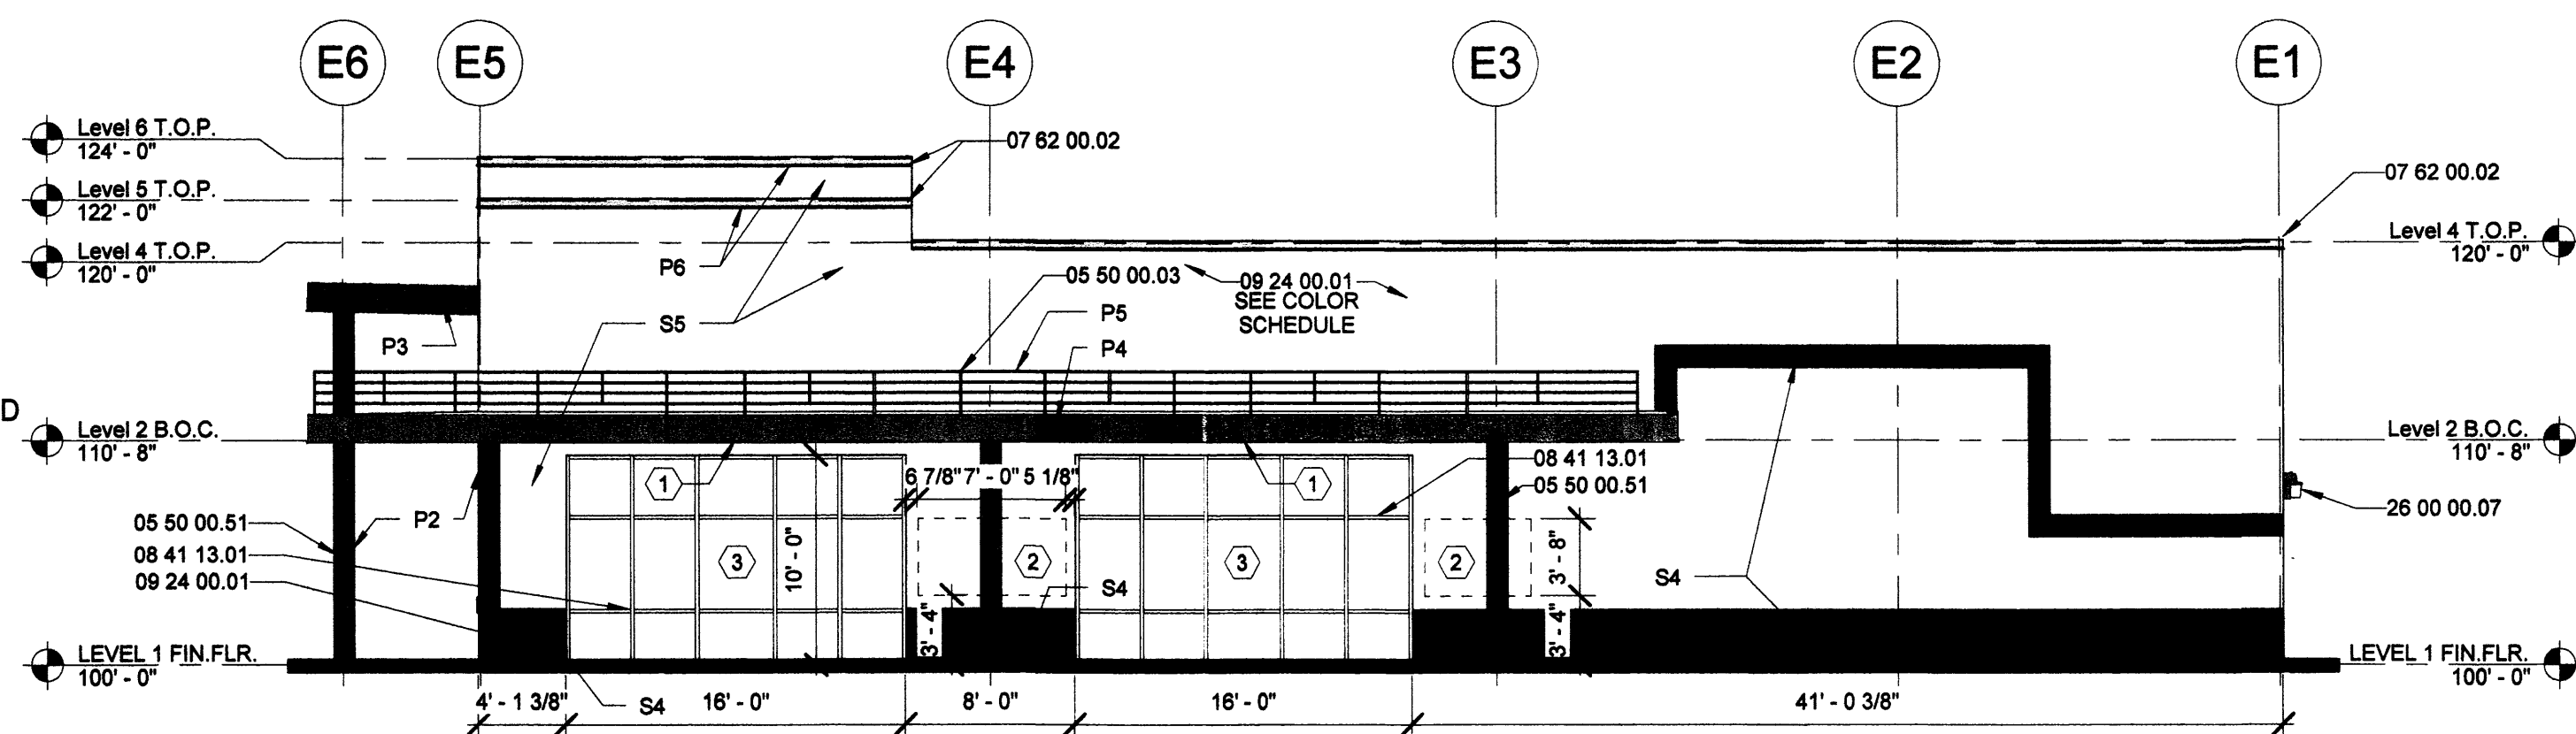 E6 E5 E4 E3 E2 E1
Level 6 T.O.P.
124' - 0"
07 62 00.02
07 62 00.02
Level 5 T.O.P.
122' - 0"
Level 4 T.O.P.
120' - 0"
Level 4 T.O.P.
120' - 0"
P6
05 50 00.03
09 24 00.01
SEE COLOR
SCHEDULE
P5
S5
P3
P4
D
Level 2 B.O.C.
110' - 8"
Level 2 B.O.C.
110' - 8"
1
6 7/8" 7' - 0" 5 1/8"
1
08 41 13.01
05 50 00.51
26 00 00.07
05 50 00.51
P2
08 41 13.01
09 24 00.01
3
10' - 0"
2
3
2
3' - 8"
S4
S4
3' - 4"
3' - 4"
LEVEL 1 FIN.FLR.
100' - 0"
LEVEL 1 FIN.FLR.
100' - 0"
4' - 1 3/8"
S4
16' - 0"
8' - 0"
16' - 0"
41' - 0 3/8"